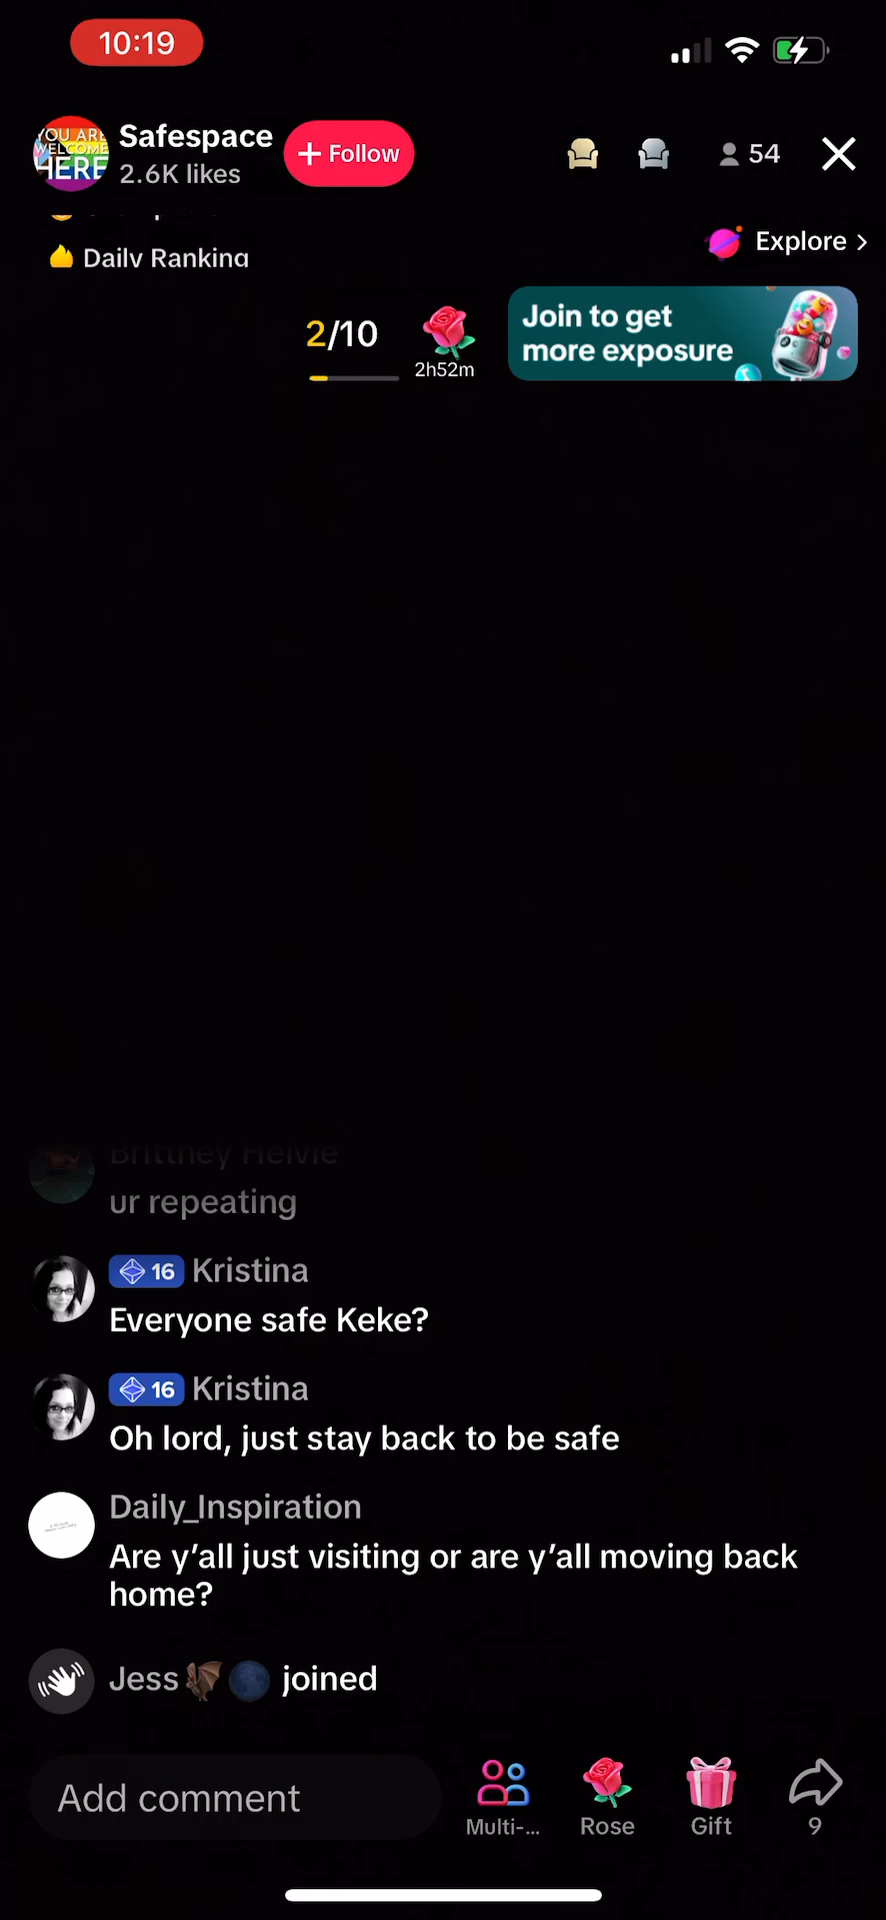 10:19
YOU ARE
WELCOME
HERE
Safespace
2.6K likes
+ Follow
54
Daily Ranking
Explore >
2/10
2h52m
Join to get
more exposure
Brittney Helvie
ur repeating
16 Kristina
Everyone safe Keke?
16 Kristina
Oh lord, just stay back to be safe
Daily_Inspiration
Are y’all just visiting or are y’all moving back
home?
Jess joined
Add comment
Multi-...
Rose
Gift
9